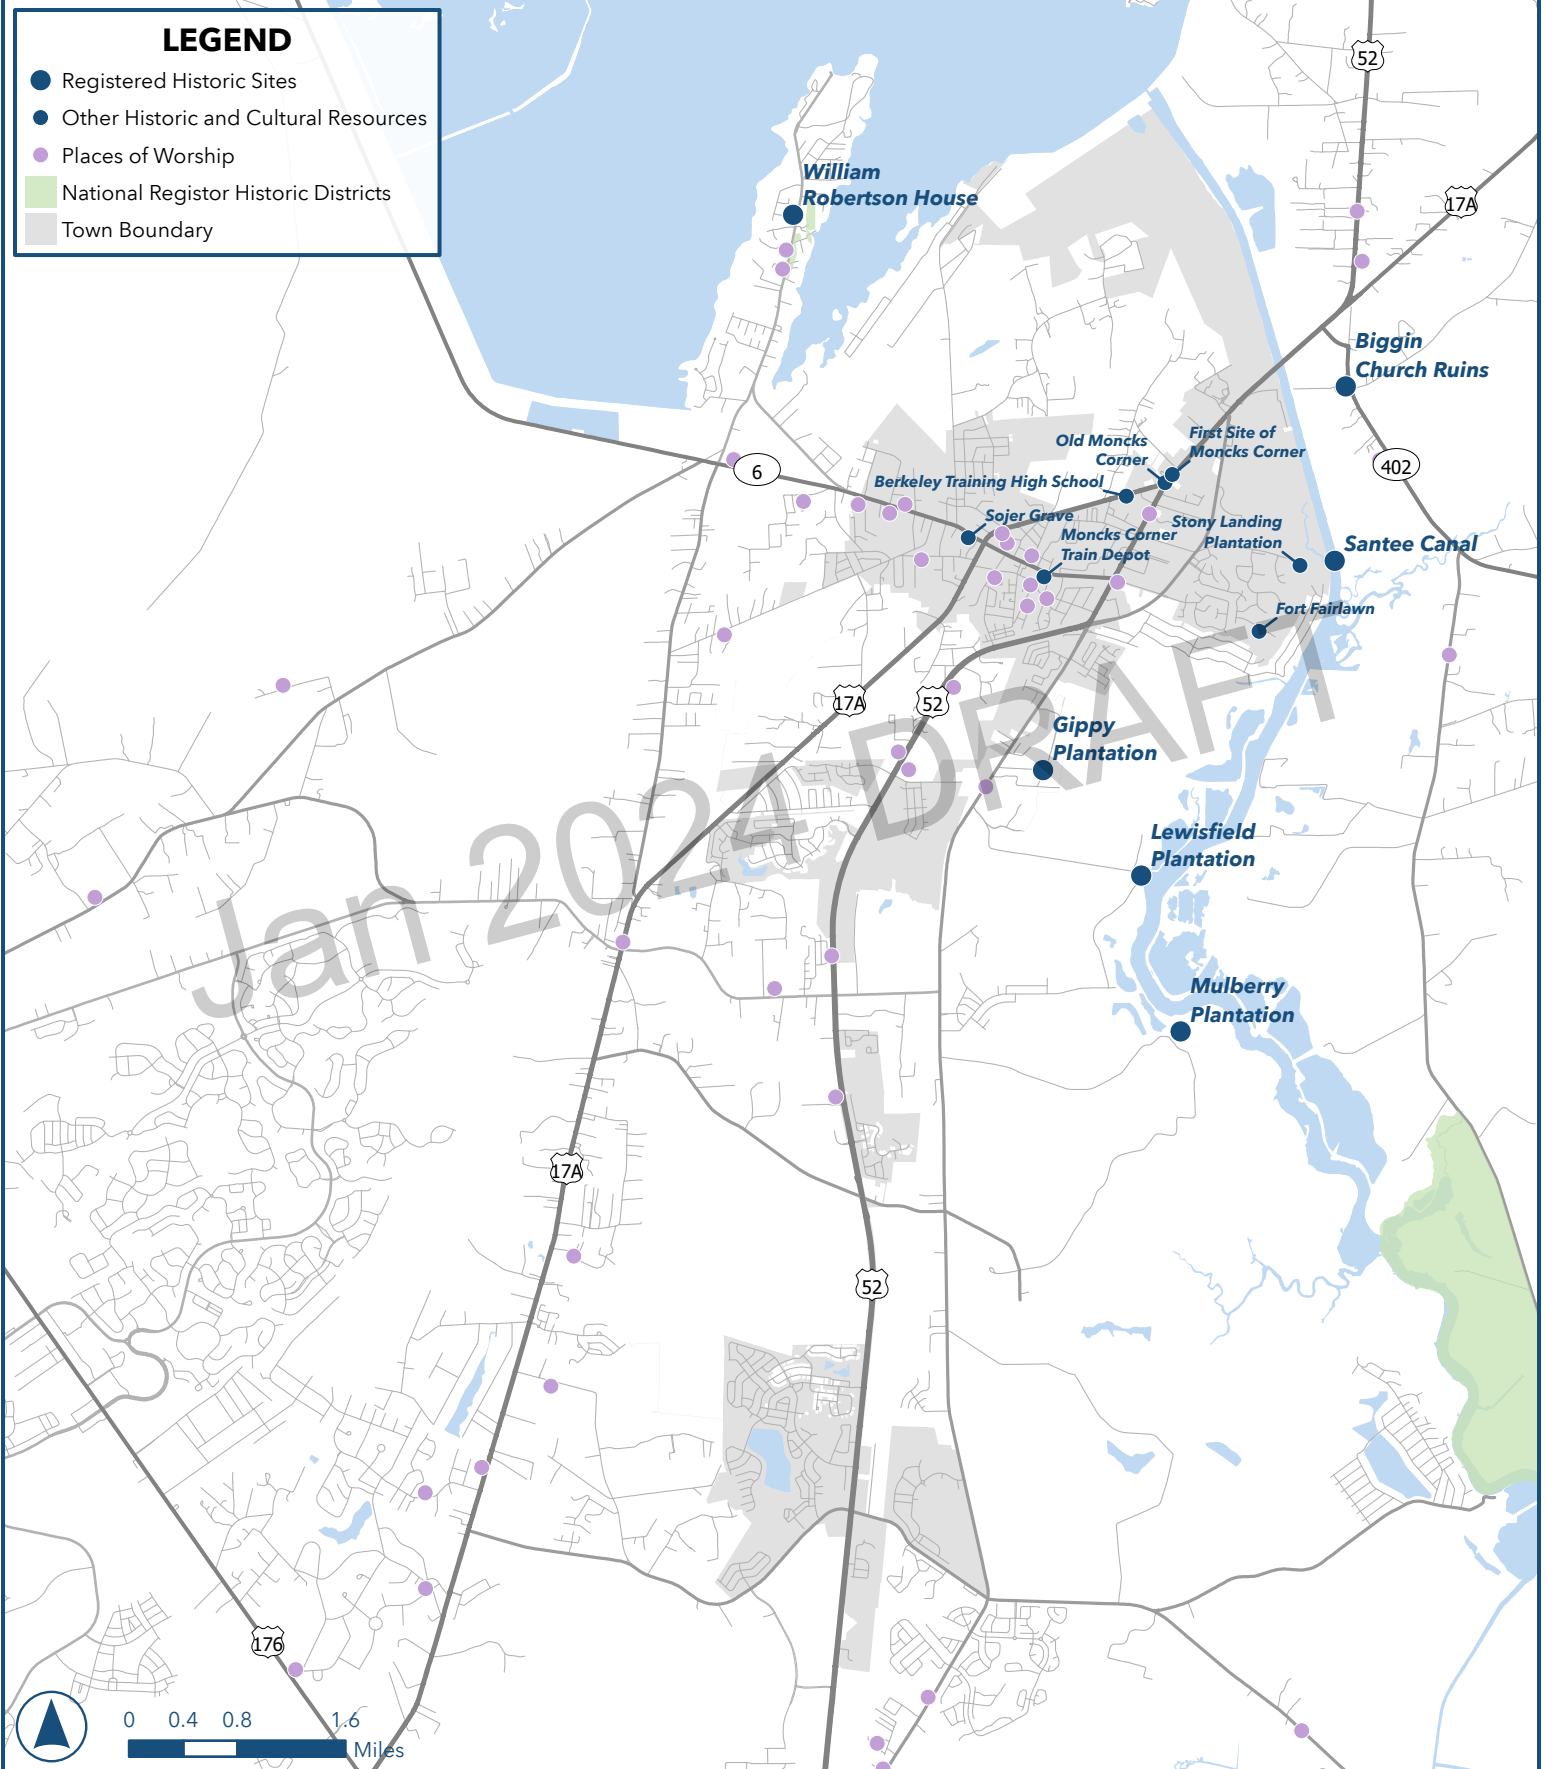 LEGEND
Registered Historic Sites
Other Historic and Cultural Resources
Places of Worship
National Registor Historic Districts
Town Boundary
52
17A
William
Robertson House
Biggin
Church Ruins
402
6
Old Moncks
Corner
First Site of
Moncks Corner
Berkeley Training High School
Sojer Grave
Moncks Corner
Train Depot
Stony Landing
Plantation
Santee Canal
Fort Fairlawn
17A
52
Gippy
Plantation
Lewisfield
Plantation
Mulberry
Plantation
Jan 2024 DRAFT
17A
52
176
0 0.4 0.8 1.6
Miles